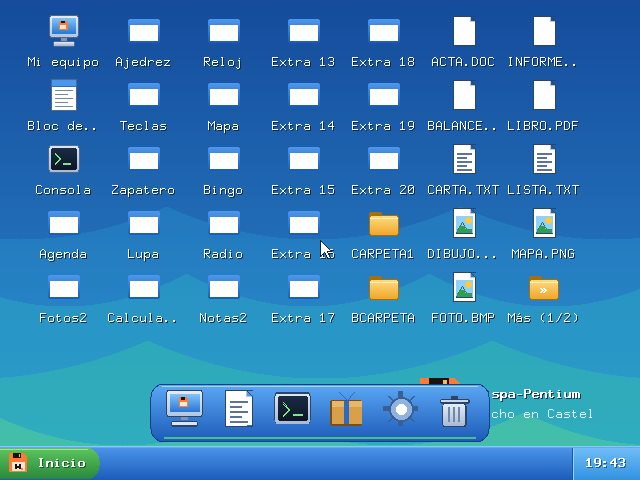 Mi equipo Ajedrez Reloj Extra 13 Extra 18 ACTA.DOC INFORME..
Bloc de.. Teclas Mapa Extra 14 Extra 19 BALANCE.. LIBRO.PDF
Consola Zapatero Bingo Extra 15 Extra 20 CARTA.TXT LISTA.TXT
Agenda Lupa Radio Extra 16 CARPETA1 DIBUJO... MAPA.PNG
Fotos2 Calcula.. Notas2 Extra 17 BCARPETA FOTO.BMP Más (1/2)
spa-Pentium
cho en Castel
Inicio 19:43